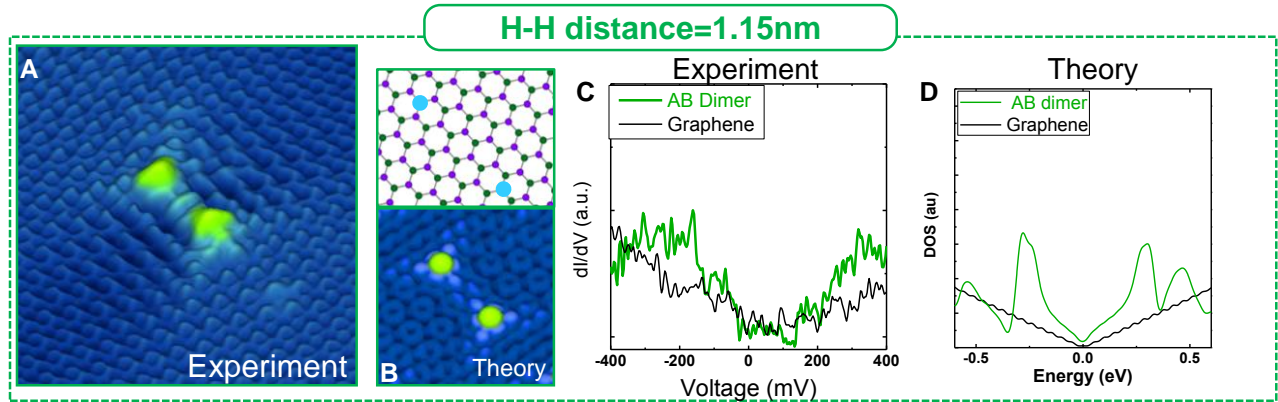 H-H distance=1.15nm
A
Experiment
B
Theory
Experiment
C
AB Dimer
Graphene
dI/dV (a.u.)
-400
-200
0
200
400
Voltage (mV)
Theory
D
AB dimer
Graphene
DOS (au)
-0.5
0.0
0.5
Energy (eV)